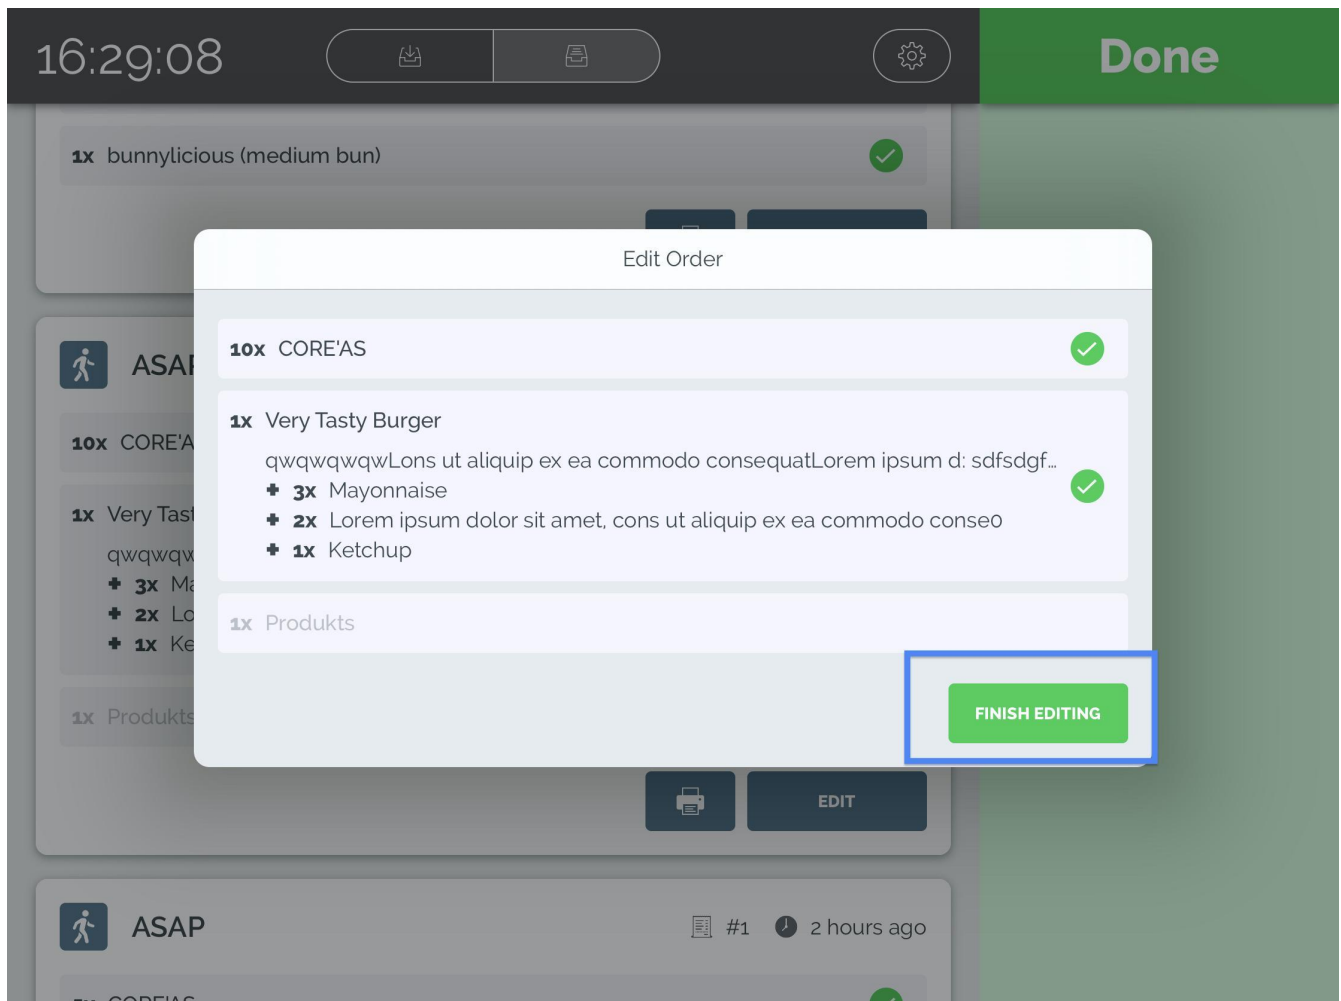 16:29:08
Done
1x bunnylicious (medium bun)
Edit Order
10x CORE'AS
1x Very Tasty Burger
qwqwqwqwLons ut aliquip ex ea commodo consequatLorem ipsum d: sdfsdgf…
+ 3x Mayonnaise
+ 2x Lorem ipsum dolor sit amet, cons ut aliquip ex ea commodo conse0
+ 1x Ketchup
1x Produkts
FINISH EDITING
ASAP
10x CORE'A
1x Very Tast
qwqwqw
+ 3x Ma
+ 2x Lo
+ 1x Ke
1x Produkts
EDIT
ASAP
#1 2 hours ago
CORE'AS